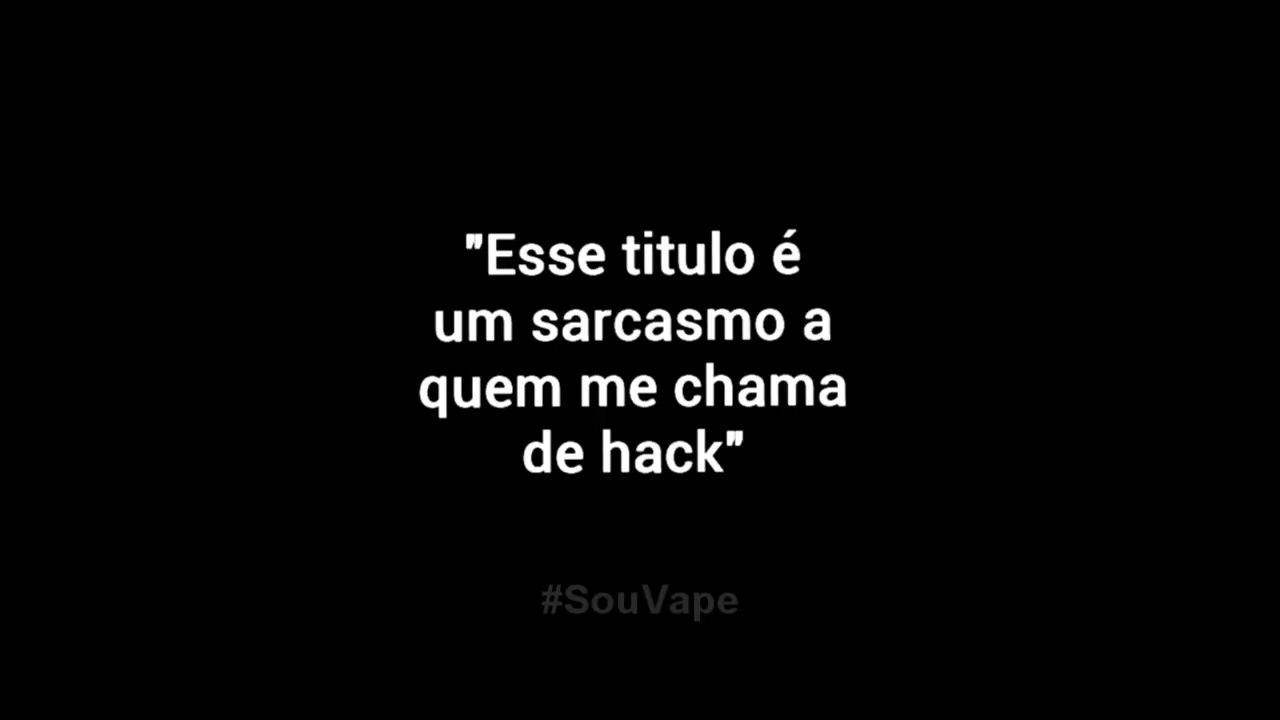 "Esse titulo é
um sarcasmo a
quem me chama
de hack"
#SouVape